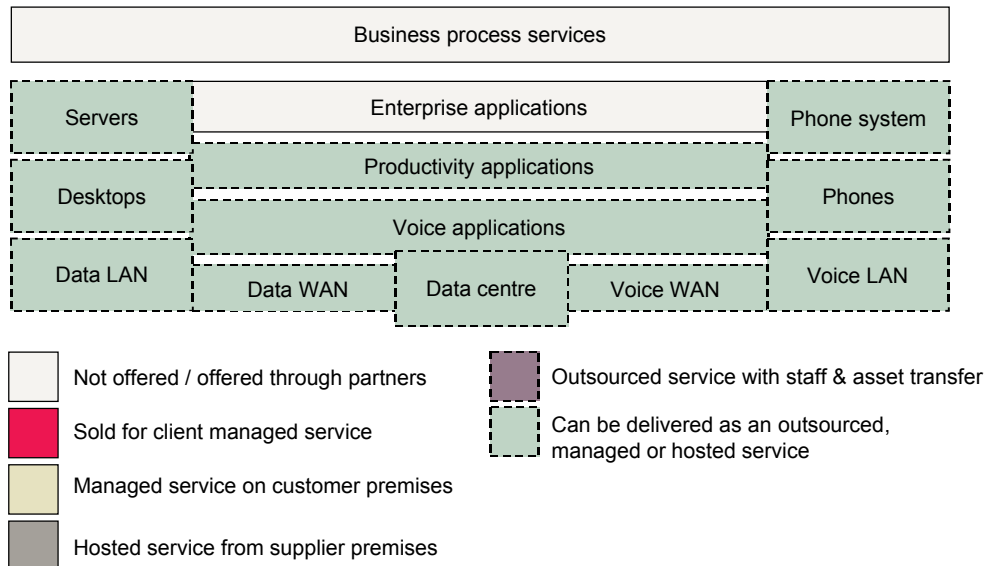 Business process services
Servers
Enterprise applications
Phone system
Productivity applications
Desktops
Phones
Voice applications
Data LAN
Data WAN
Data centre
Voice WAN
Voice LAN
Not offered / offered through partners
Sold for client managed service
Managed service on customer premises
Hosted service from supplier premises
Outsourced service with staff & asset transfer
Can be delivered as an outsourced,
managed or hosted service